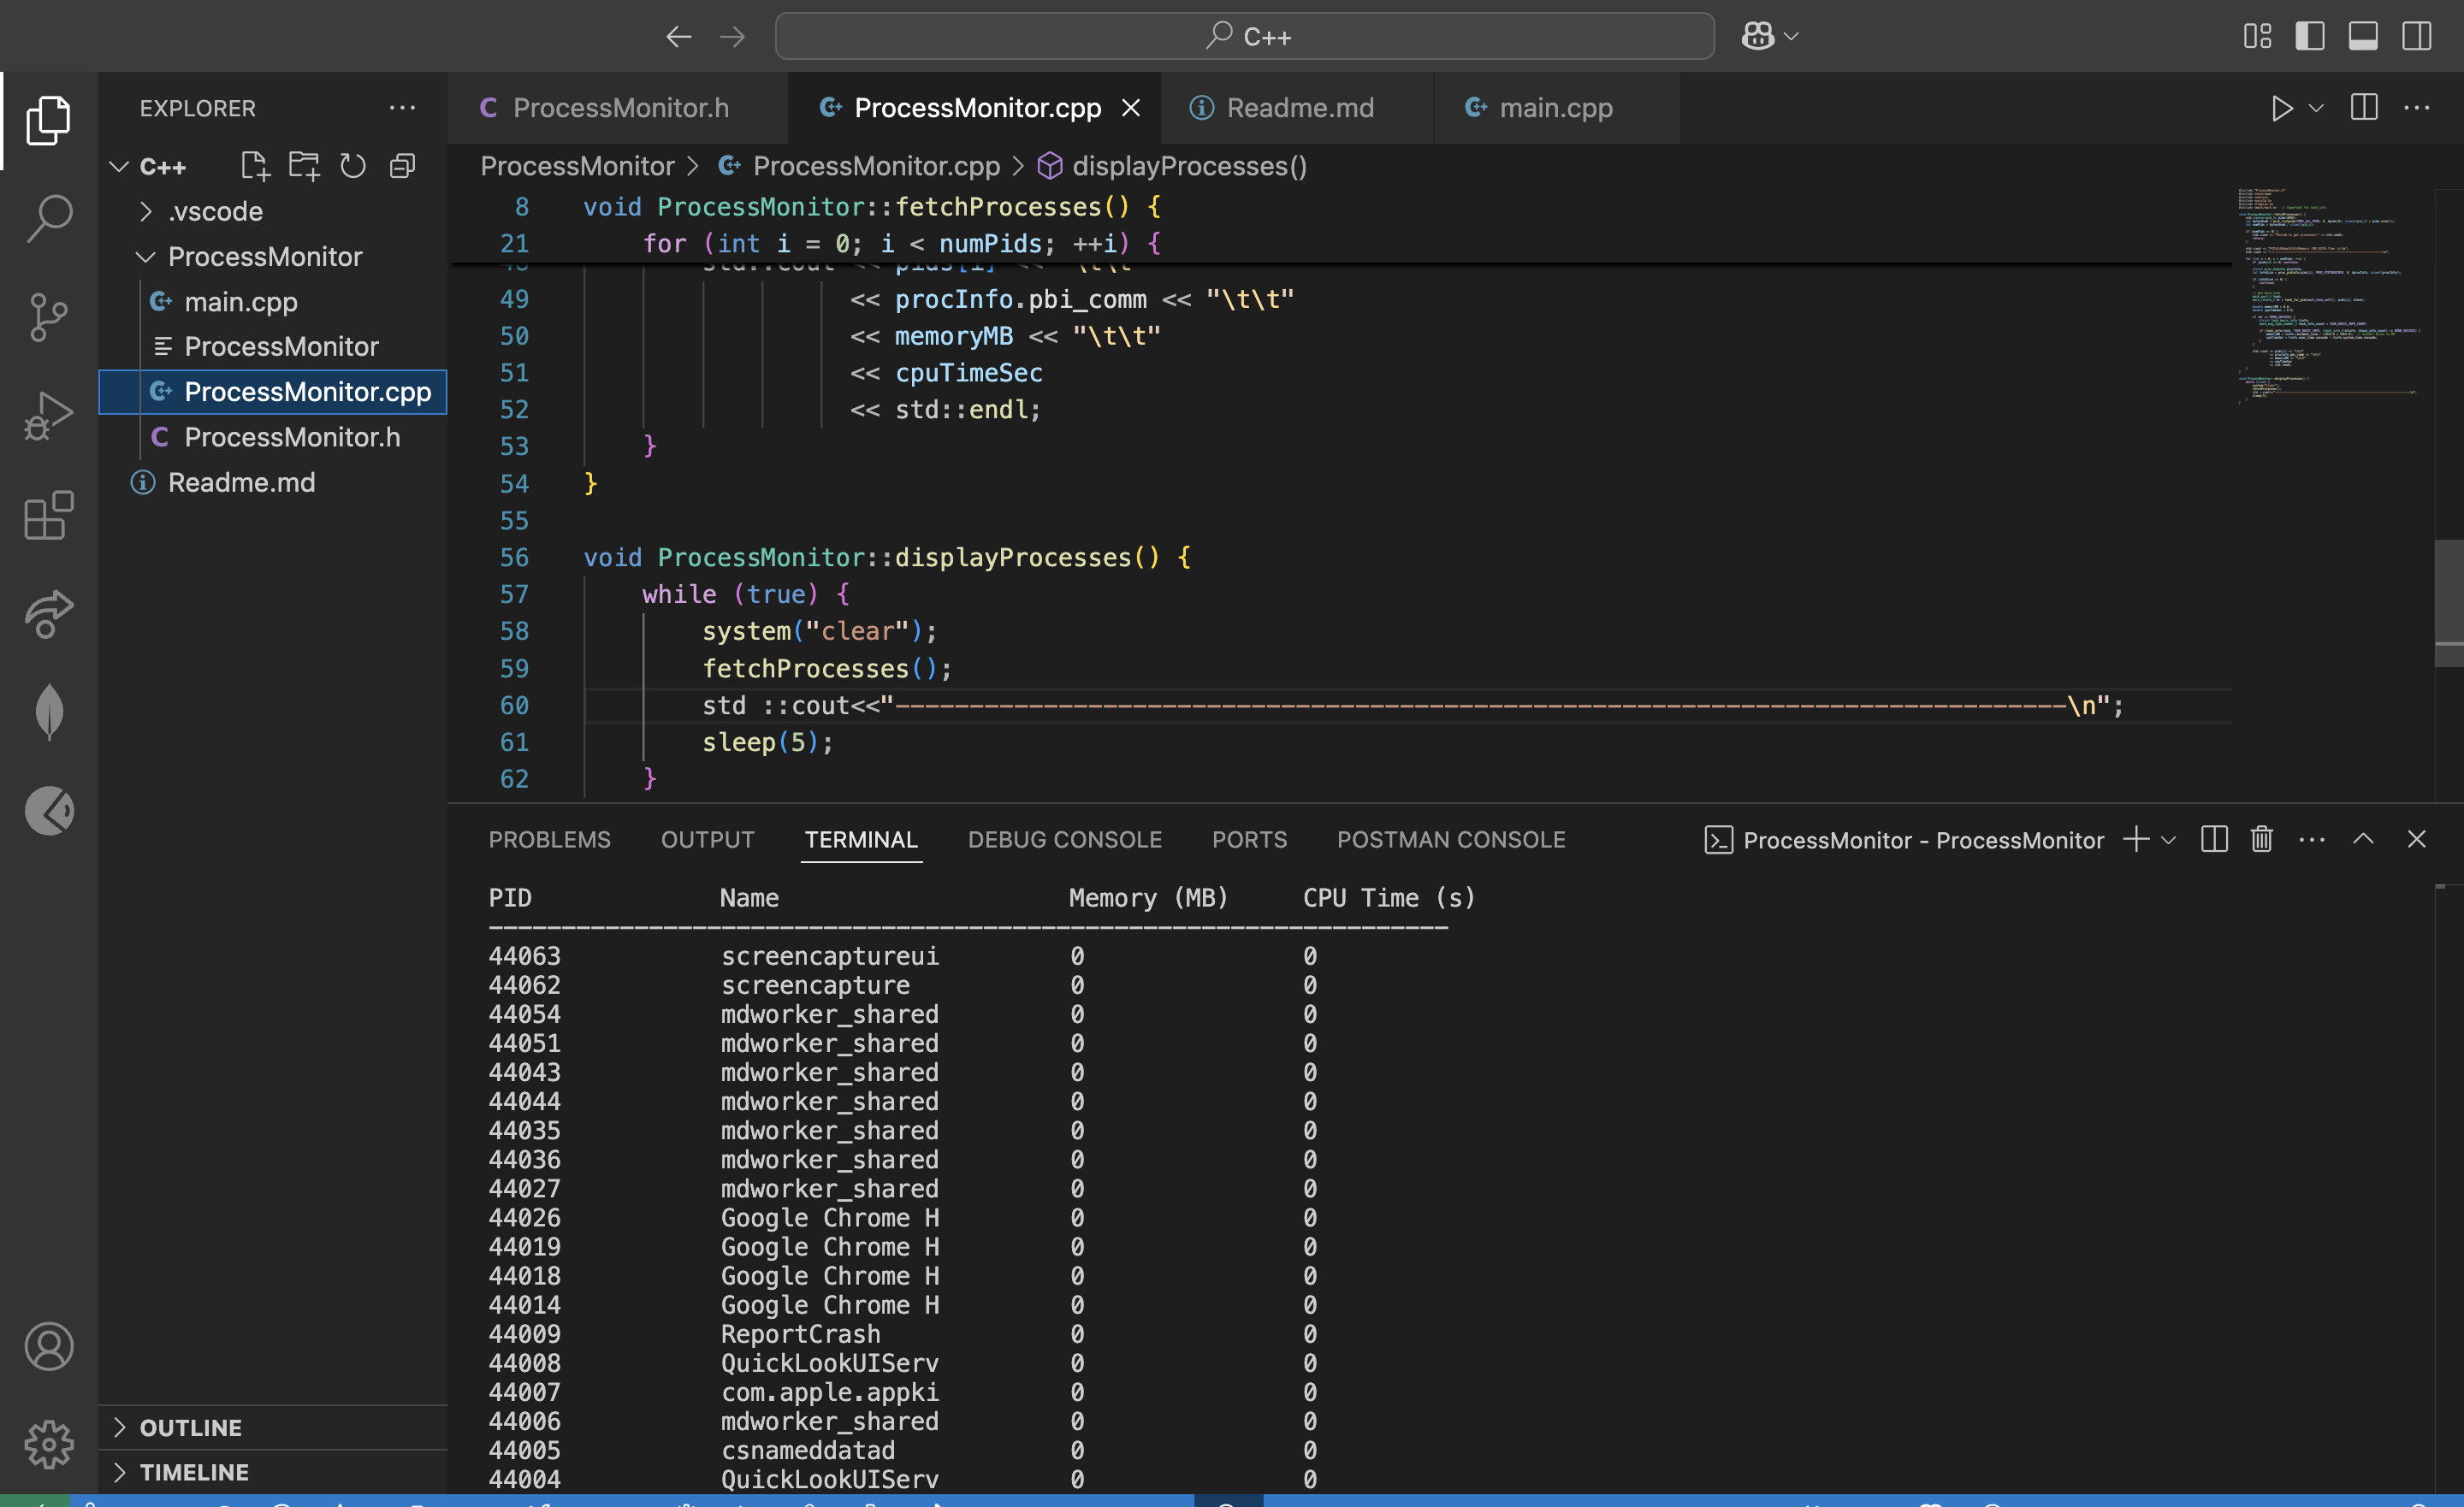 C++
EXPLORER
ProcessMonitor.h
ProcessMonitor.cpp
Readme.md
main.cpp
C++
ProcessMonitor > ProcessMonitor.cpp > displayProcesses()
.vscode
ProcessMonitor
main.cpp
ProcessMonitor
ProcessMonitor.cpp
ProcessMonitor.h
Readme.md
OUTLINE
TIMELINE
8 void ProcessMonitor::fetchProcesses() {
21 for (int i = 0; i < numPids; ++i) {
49 << procInfo.pbi_comm << "\t\t"
50 << memoryMB << "\t\t"
51 << cpuTimeSec
52 << std::endl;
53 }
54 }
55
56 void ProcessMonitor::displayProcesses() {
57 while (true) {
58 system("clear");
59 fetchProcesses();
60 std ::cout<<"-------------------------------------------------------------------------------\n";
61 sleep(5);
62 }
PROBLEMS OUTPUT TERMINAL DEBUG CONSOLE PORTS POSTMAN CONSOLE
ProcessMonitor - ProcessMonitor
PID Name Memory (MB) CPU Time (s)
------------------------------------------------------------------
44063 screencaptureui 0 0
44062 screencapture 0 0
44054 mdworker_shared 0 0
44051 mdworker_shared 0 0
44043 mdworker_shared 0 0
44044 mdworker_shared 0 0
44035 mdworker_shared 0 0
44036 mdworker_shared 0 0
44027 mdworker_shared 0 0
44026 Google Chrome H 0 0
44019 Google Chrome H 0 0
44018 Google Chrome H 0 0
44014 Google Chrome H 0 0
44009 ReportCrash 0 0
44008 QuickLookUIServ 0 0
44007 com.apple.appki 0 0
44006 mdworker_shared 0 0
44005 csnameddatad 0 0
44004 QuickLookUIServ 0 0